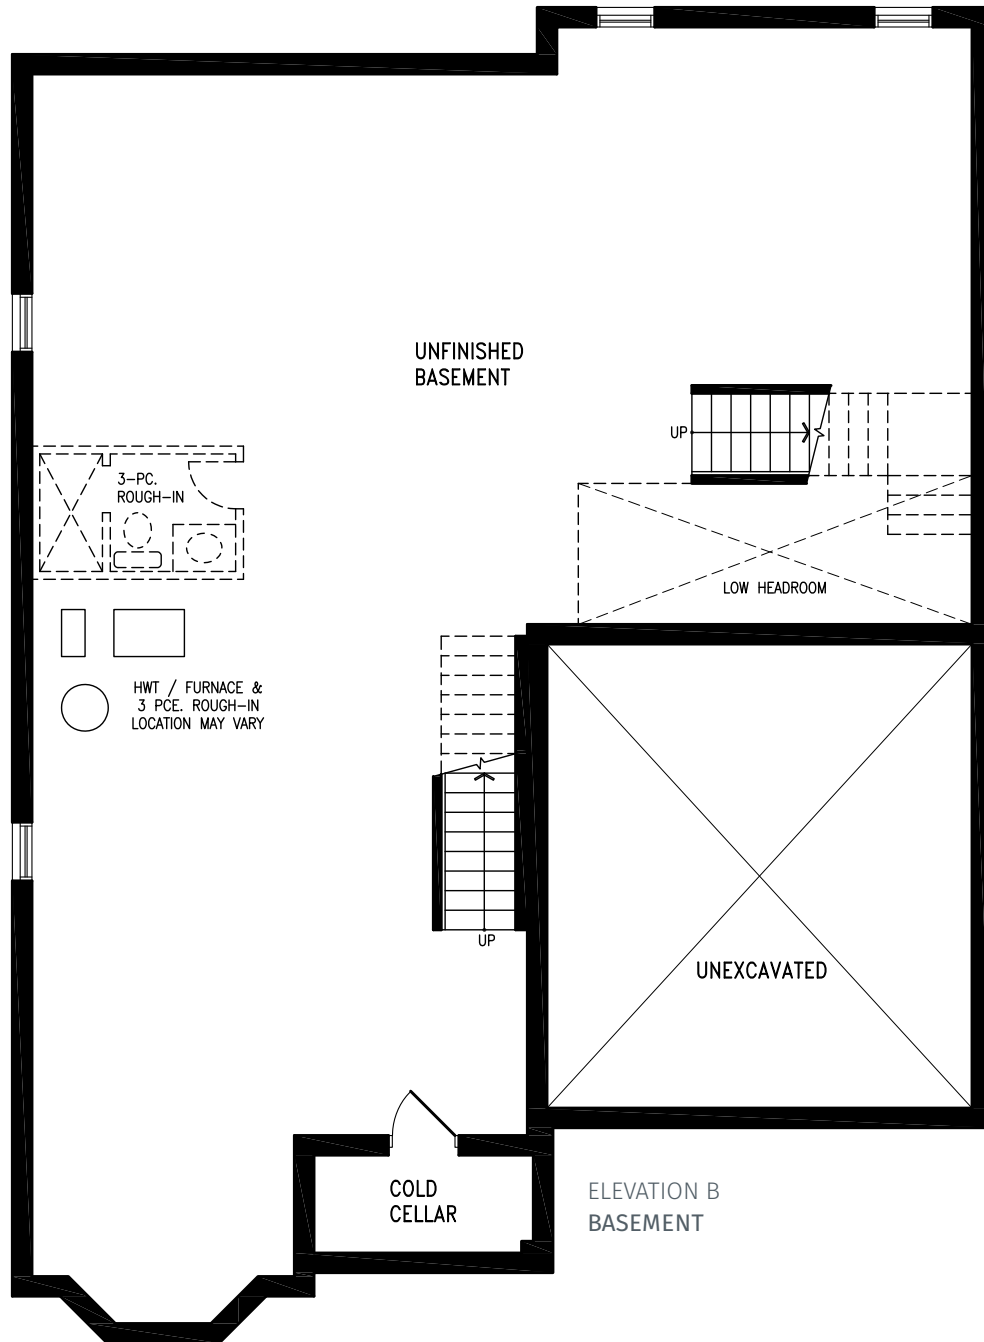 UNFINISHED
BASEMENT
UP
3-PC.
ROUGH-IN
LOW HEADROOM
HWT / FURNACE &
3 PCE. ROUGH-IN
LOCATION MAY VARY
UP
UNEXCAVATED
COLD
CELLAR
ELEVATION B
BASEMENT